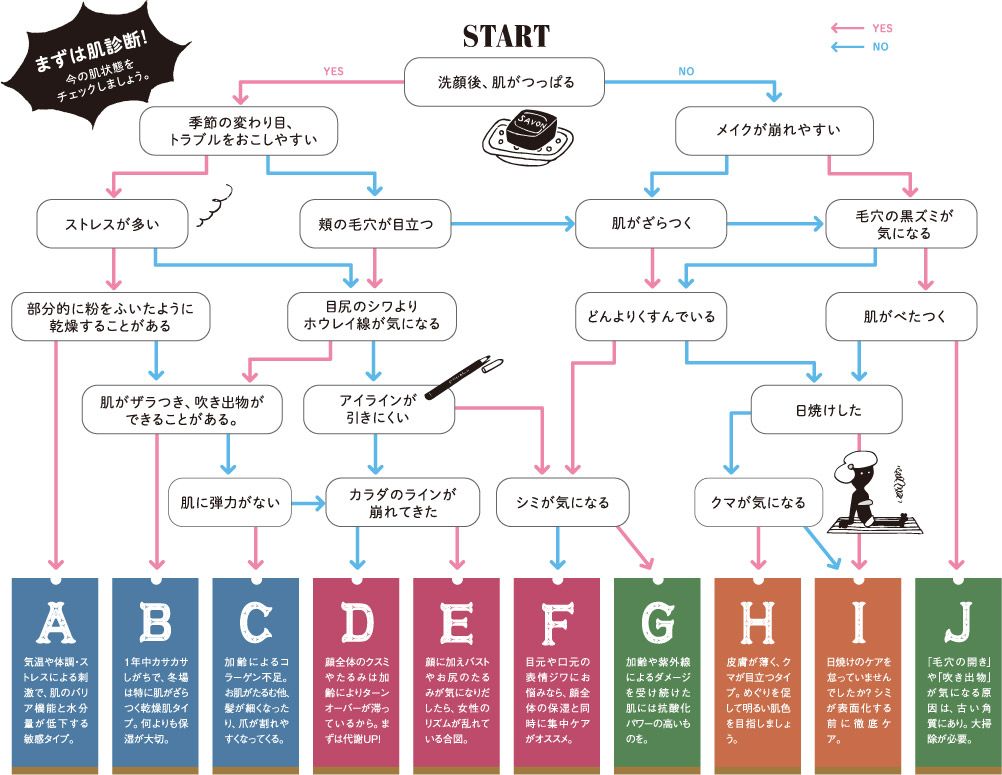 まずは肌診断!
今の肌状態を
チェックしましょう。
START
YES
NO
YES
NO
洗顔後、肌がつっぱる
SAVON
季節の変わり目、
トラブルをおこしやすい
メイクが崩れやすい
ストレスが多い
頬の毛穴が目立つ
肌がざらつく
毛穴の黒ズミが
気になる
部分的に粉をふいたように
乾燥することがある
目尻のシワより
ホウレイ線が気になる
どんよりくすんでいる
肌がべたつく
肌がザラつき、吹き出物が
できることがある。
アイラインが
引きにくい
日焼けした
肌に弾力がない
カラダのラインが
崩れてきた
シミが気になる
クマが気になる
A
気温や体調・ス
トレスによる刺
激で、肌のバリ
ア機能と水分
量が低下する
敏感タイプ。
B
1年中カサカサ
しがちで、冬場
は特に肌がざら
つく乾燥肌タイ
プ。何よりも保
湿が大切。
C
加齢によるコ
ラーゲン不足。
お肌がたるむ他、
髪が細くなった
り、爪が割れや
すくなってくる。
D
顔全体のクスミ
やたるみは加
齢によりターン
オーバーが滞っ
ているから。ま
ずは代謝UP!
E
顔に加えバスト
やお尻のたる
みが気になりだ
したら、女性の
リズムが乱れて
いる合図。
F
目元や口元の
表情ジワにお
悩みなら、顔全
体の保湿と同
時に集中ケア
がオススメ。
G
加齢や紫外線
によるダメージ
を受け続けた
肌には抗酸化
パワーの高いも
のを。
H
皮膚が薄く、ク
マが目立つタイ
プ。めぐりを促
して明るい肌色
を目指しましょ
う。
I
日焼けのケアを
怠っていません
でしたか?シミ
が表面化する
前に徹底ケ
ア。
J
「毛穴の開き」
や「吹き出物」
が気になる原
因は、古い角
質にあり。大掃
除が必要。